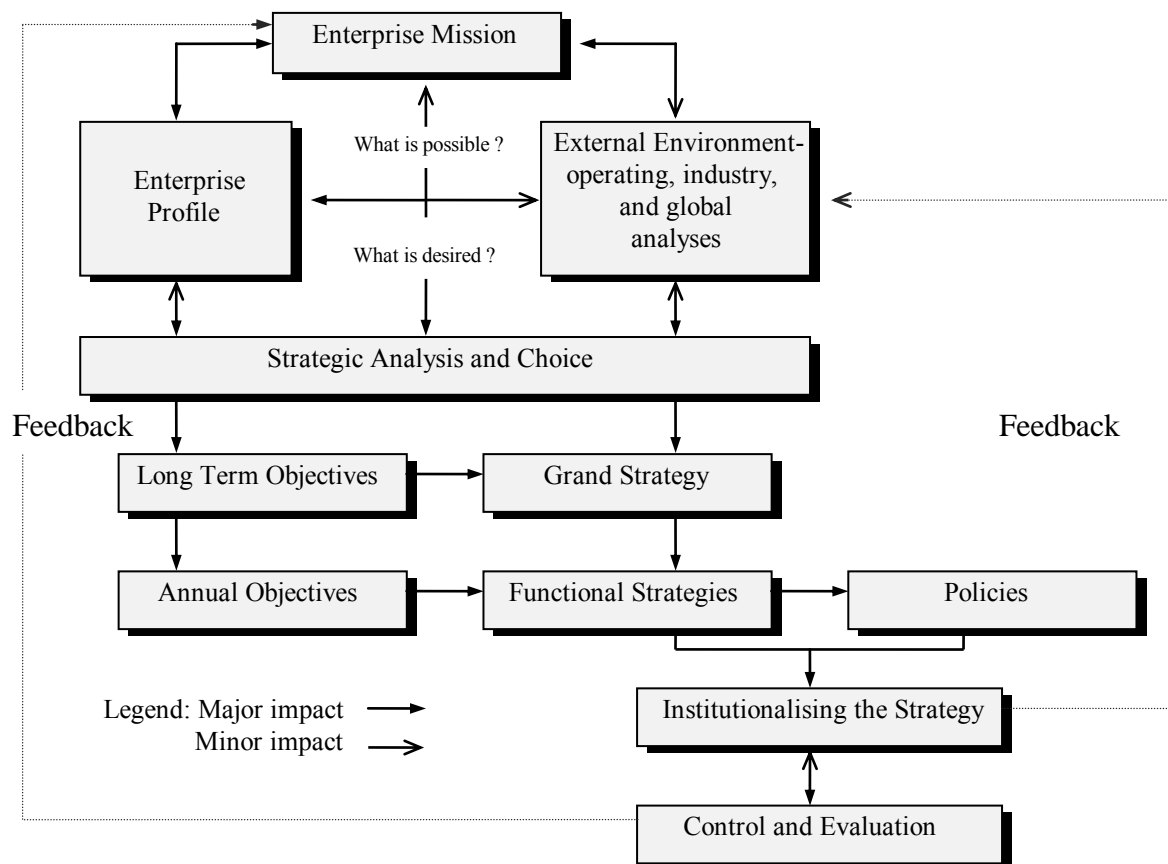 Enterprise Mission
What is possible ?
Enterprise
Profile
External Environment-
operating, industry,
and global
analyses
What is desired ?
Strategic Analysis and Choice
Feedback
Feedback
Long Term Objectives
Grand Strategy
Annual Objectives
Functional Strategies
Policies
Legend: Major impact
Minor impact
Institutionalising the Strategy
Control and Evaluation